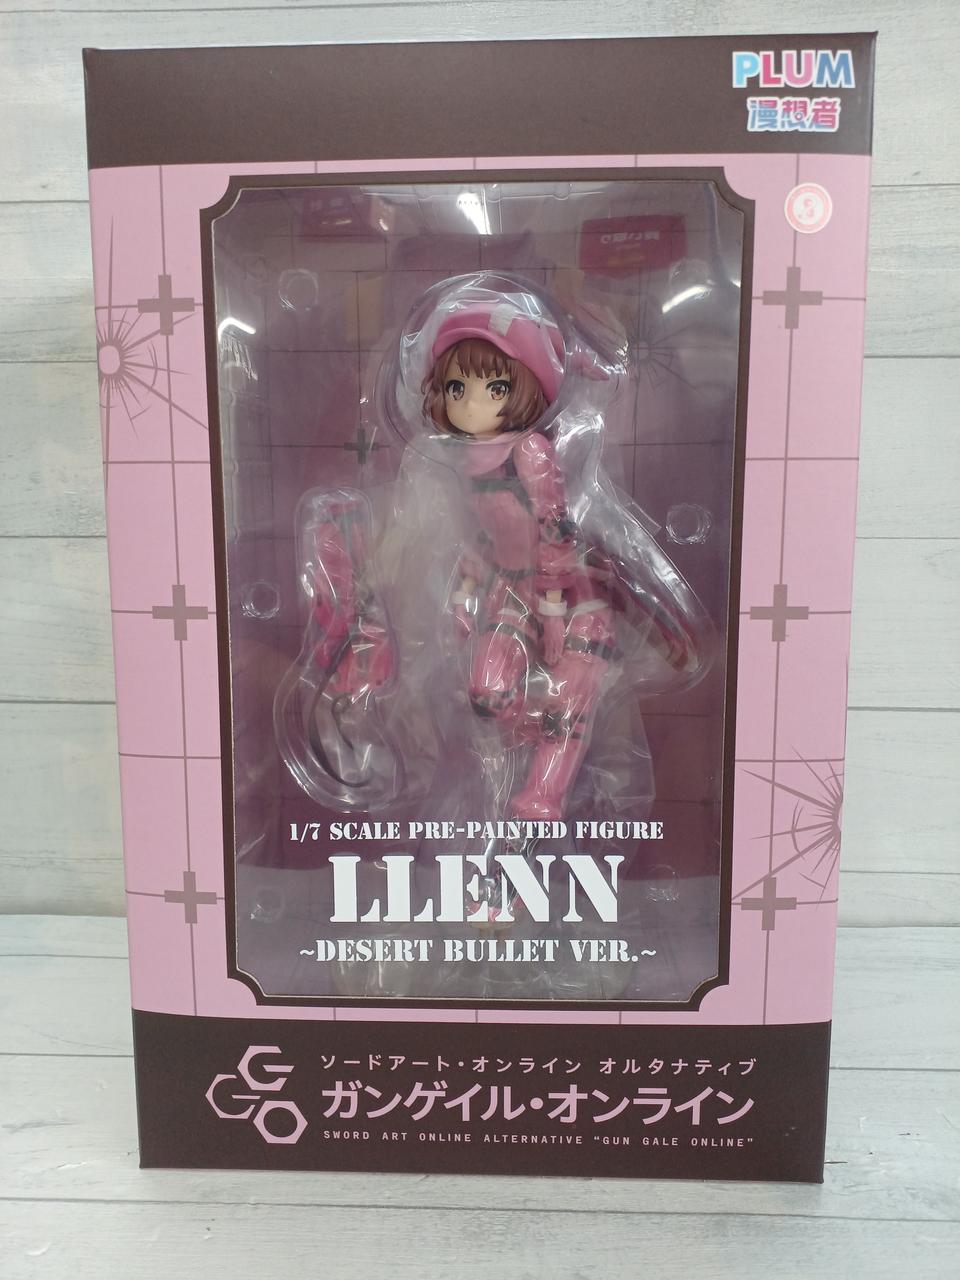 PLUM
漫想者
1/7 SCALE PRE-PAINTED FIGURE
LLENN
~DESERT BULLET VER.~
ソードアート・オンライン オルタナティブ
ガンゲイル・オンライン
SWORD ART ONLINE ALTERNATIVE “GUN GALE ONLINE”
GGO